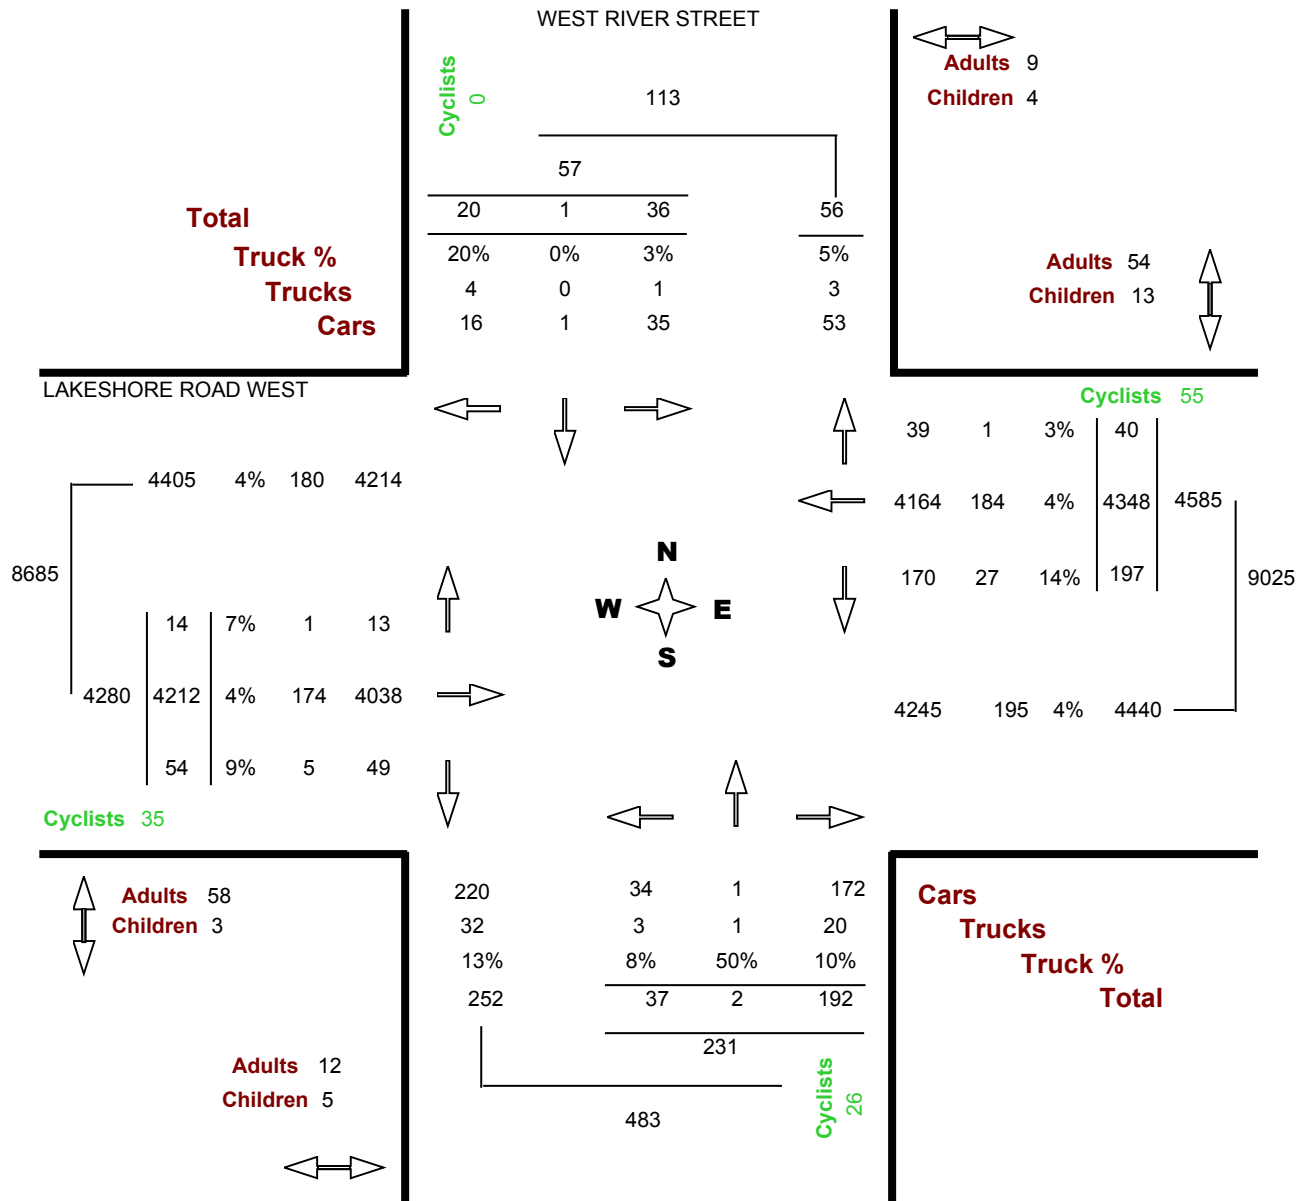 WEST RIVER STREET
Cyclists 0
113
Adults 9
Children 4
57
Total 20 1 36 56
Truck % 20% 0% 3% 5%
Trucks 4 0 1 3
Cars 16 1 35 53
Adults 54
Children 13
LAKESHORE ROAD WEST
Cyclists 55
39 1 3% 40
4405 4% 180 4214
4164 184 4% 4348 4585
N
8685
170 27 14% 197
9025
W E
S
14 7% 1 13
4280 4212 4% 174 4038
4245 195 4% 4440
54 9% 5 49
Cyclists 35
Adults 58
Children 3
220 34 1 172 Cars
32 3 1 20 Trucks
13% 8% 50% 10% Truck %
252 37 2 192 Total
231
Adults 12
Children 5
483
Cyclists 26